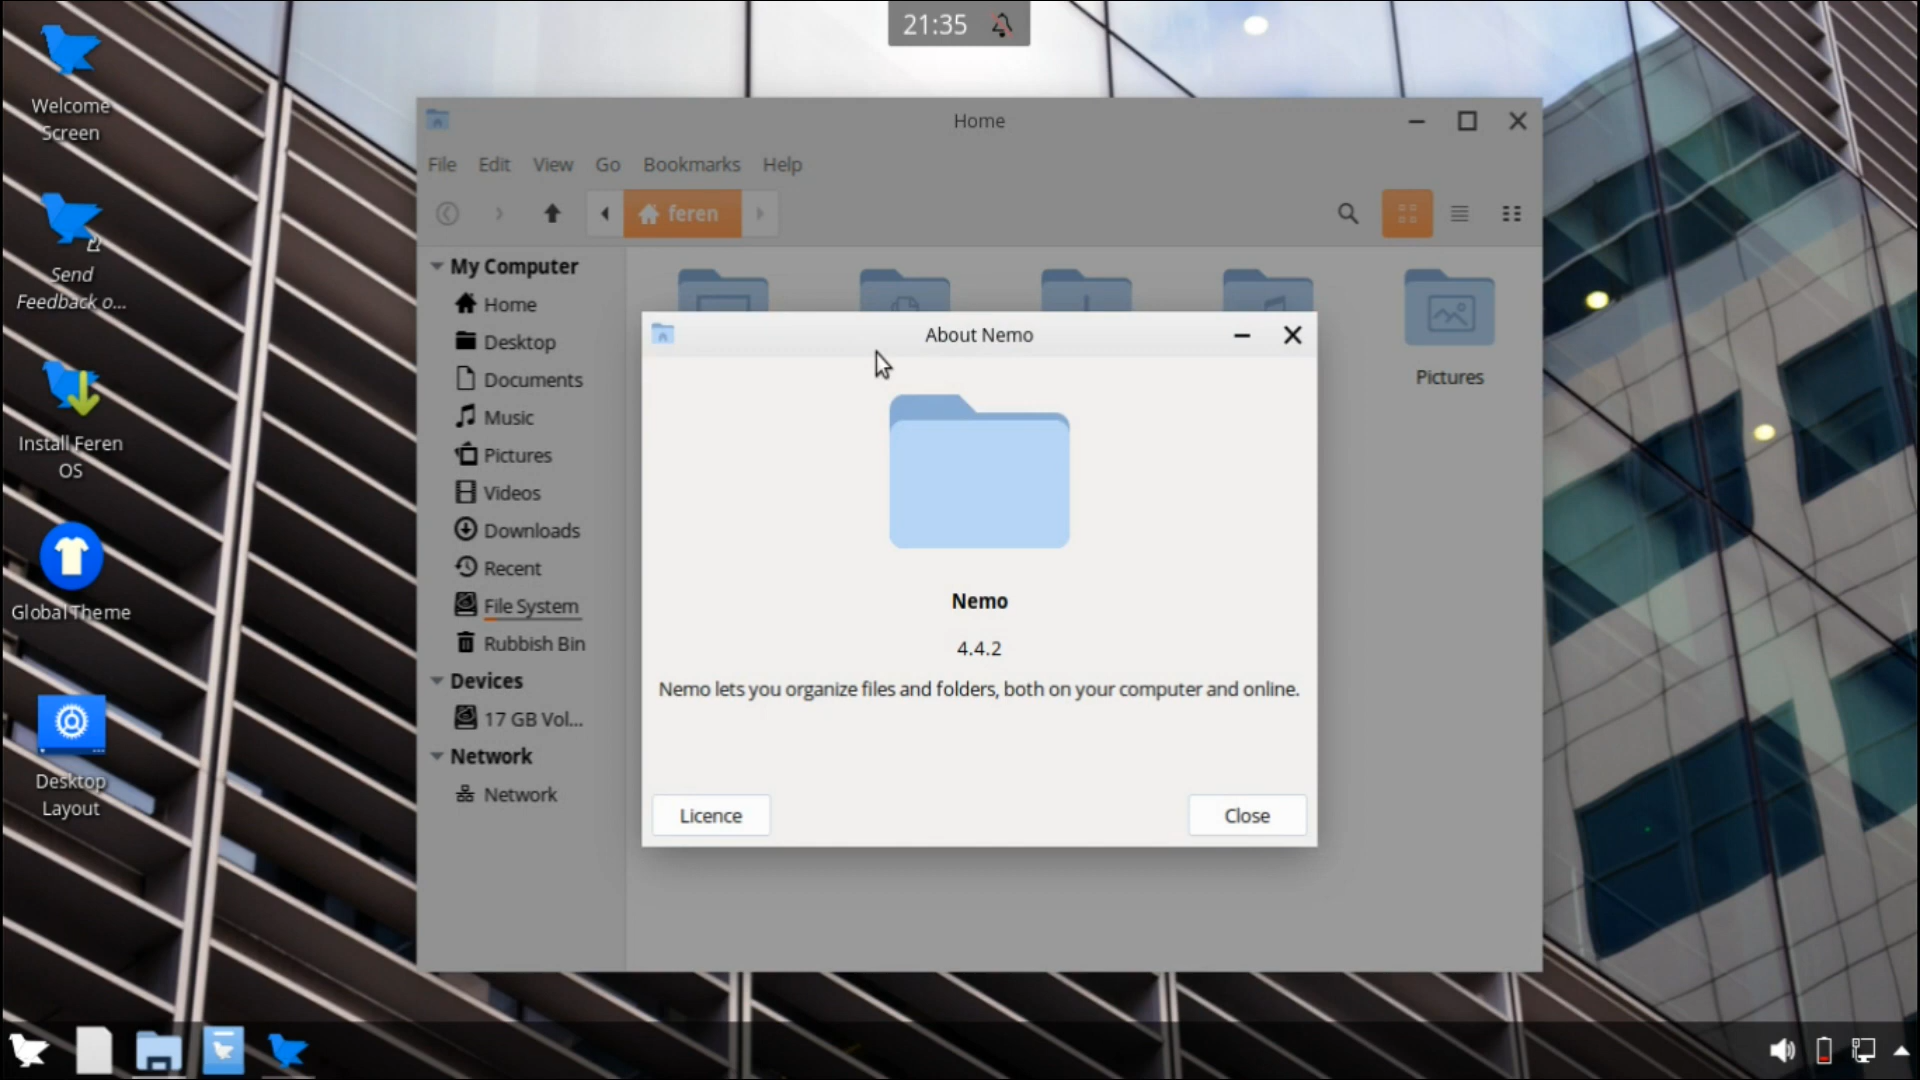 21:35
Welcome
Screen
Send
Feedback o...
Install Feren
OS
Global Theme
Desktop
Layout
Home
File Edit View Go Bookmarks Help
feren
My Computer
Home
Desktop
Documents
Music
Pictures
Videos
Downloads
Recent
File System
Rubbish Bin
Devices
17 GB Vol...
Network
Network
Pictures
About Nemo
Nemo
4.4.2
Nemo lets you organize files and folders, both on your computer and online.
Licence
Close